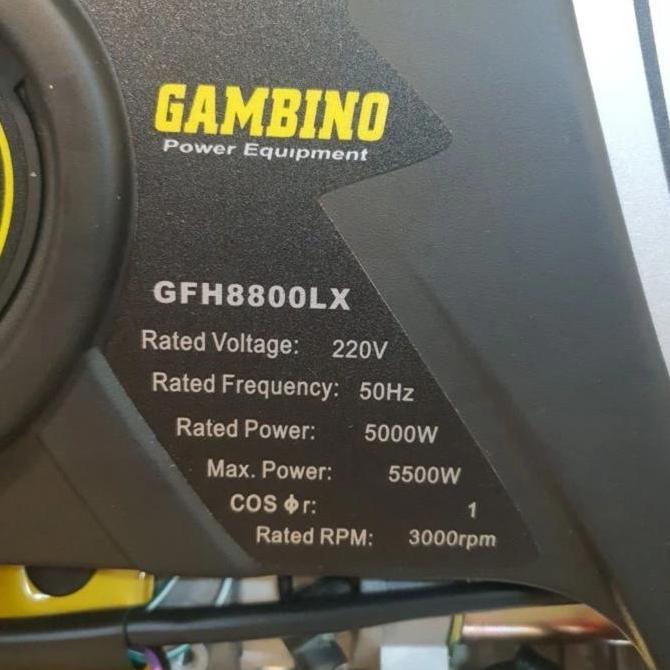 GAMBINO
Power Equipment
GFH8800LX
Rated Voltage: 220V
Rated Frequency: 50Hz
Rated Power: 5000W
Max. Power: 5500W
COS ϕ r: 1
Rated RPM: 3000rpm